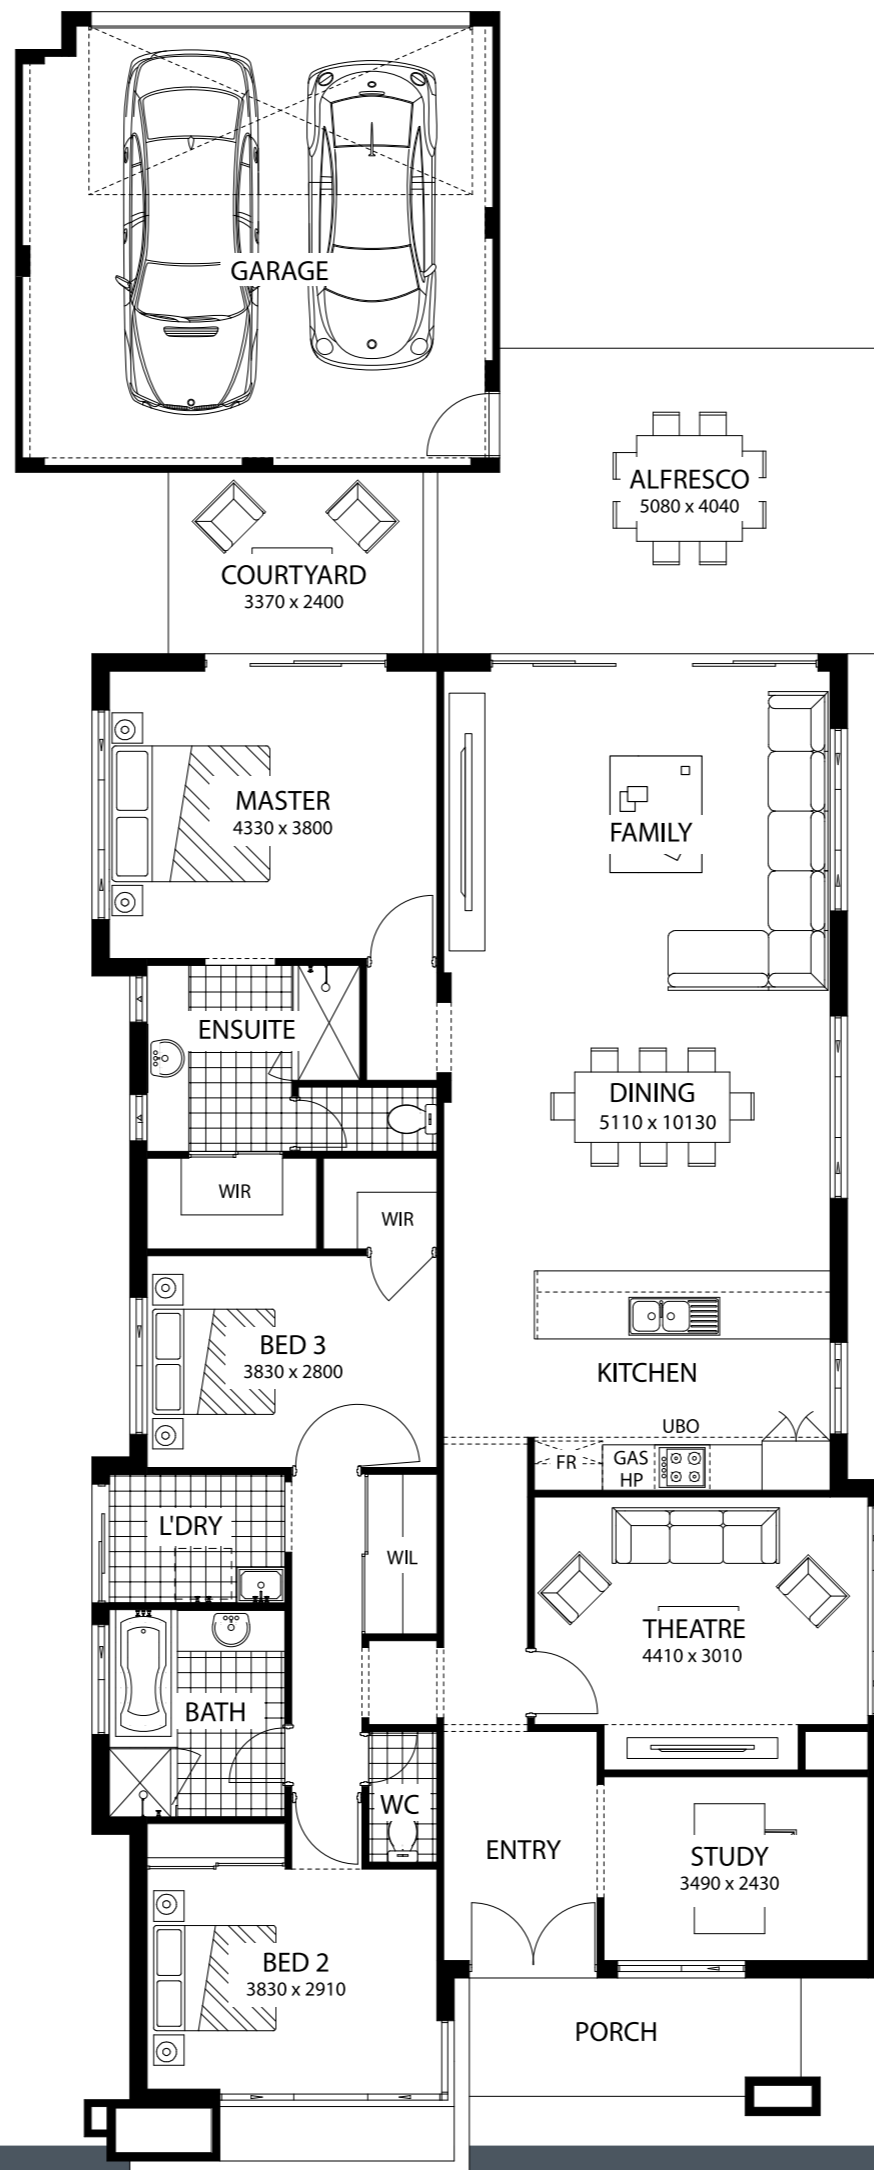 GARAGE
ALFRESCO
5080 x 4040
COURTYARD
3370 x 2400
MASTER
4330 x 3800
FAMILY
ENSUITE
DINING
5110 x 10130
WIR
WIR
BED 3
3830 x 2800
KITCHEN
UBO
FR
GAS
HP
L'DRY
WIL
THEATRE
4410 x 3010
BATH
WC
ENTRY
STUDY
3490 x 2430
BED 2
3830 x 2910
PORCH